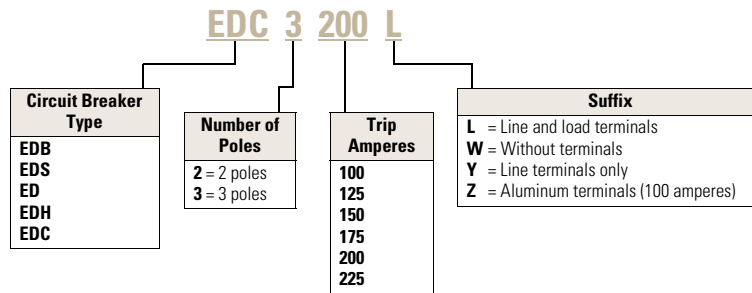 EDC 3 200 L
Circuit Breaker
Type
EDB
EDS
ED
EDH
EDC
Number of
Poles
2 = 2 poles
3 = 3 poles
Trip
Amperes
100
125
150
175
200
225
Suffix
L = Line and load terminals
W = Without terminals
Y = Line terminals only
Z = Aluminum terminals (100 amperes)